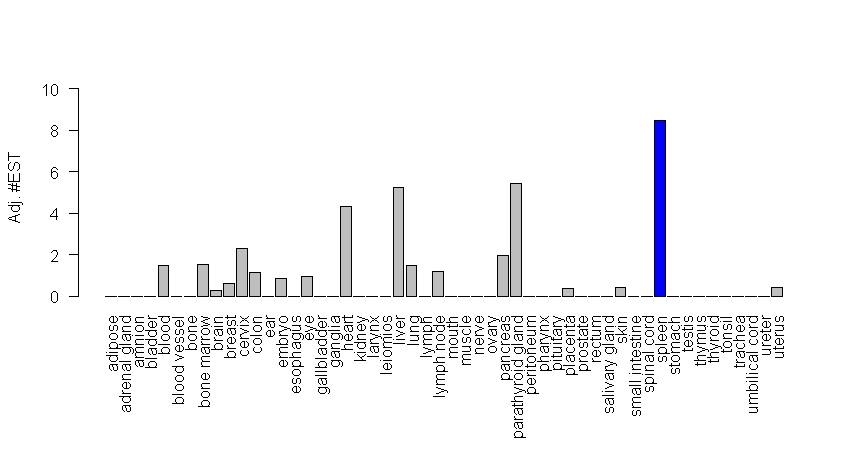 Adj. #EST
10
8
6
4
2
0
adipose
adrenal gland
amnion
bladder
blood
blood vessel
bone
bone marrow
brain
breast
cervix
colon
ear
embryo
esophagus
eye
gallbladder
ganglia
heart
kidney
larynx
leiomios
liver
lung
lymph
lymph node
mouth
muscle
nerve
ovary
pancreas
parathyroid gland
peritoneum
pharynx
pituitary
placenta
prostate
rectum
salivary gland
skin
small intestine
spinal cord
spleen
stomach
testis
thymus
thyroid
tonsil
trachea
umbilical cord
ureter
uterus